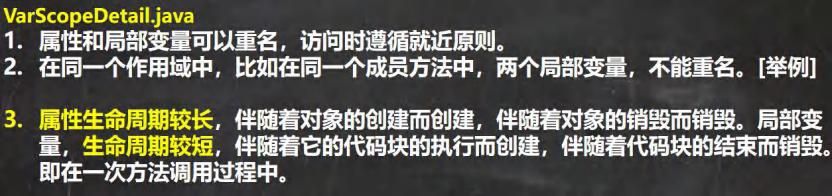 VarScopeDetail.java
1. 属性和局部变量可以重名，访问时遵循就近原则。
2. 在同一个作用域中，比如在同一个成员方法中，两个局部变量，不能重名。[举例]
3. 属性生命周期较长，伴随着对象的创建而创建，伴随着对象的销毁而销毁。局部变
量，生命周期较短，伴随着它的代码块的执行而创建，伴随着代码块的结束而销毁。
即在一次方法调用过程中。